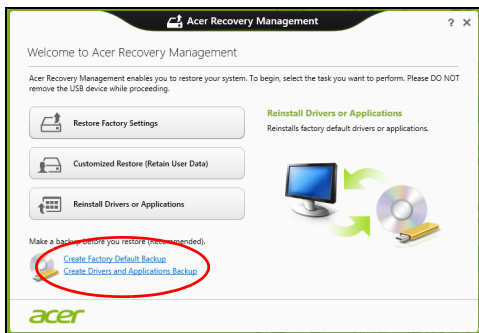 Acer Recovery Management
? ×
Welcome to Acer Recovery Management
Acer Recovery Management enables you to restore your system. To begin, select the task you want to perform. Please DO NOT
remove the USB device while proceeding.
Restore Factory Settings
Customized Restore (Retain User Data)
Reinstall Drivers or Applications
Reinstall Drivers or Applications
Reinstalls factory default drivers or applications.
Make a backup before you restore (Recommended).
Create Factory Default Backup
Create Drivers and Applications Backup
acer